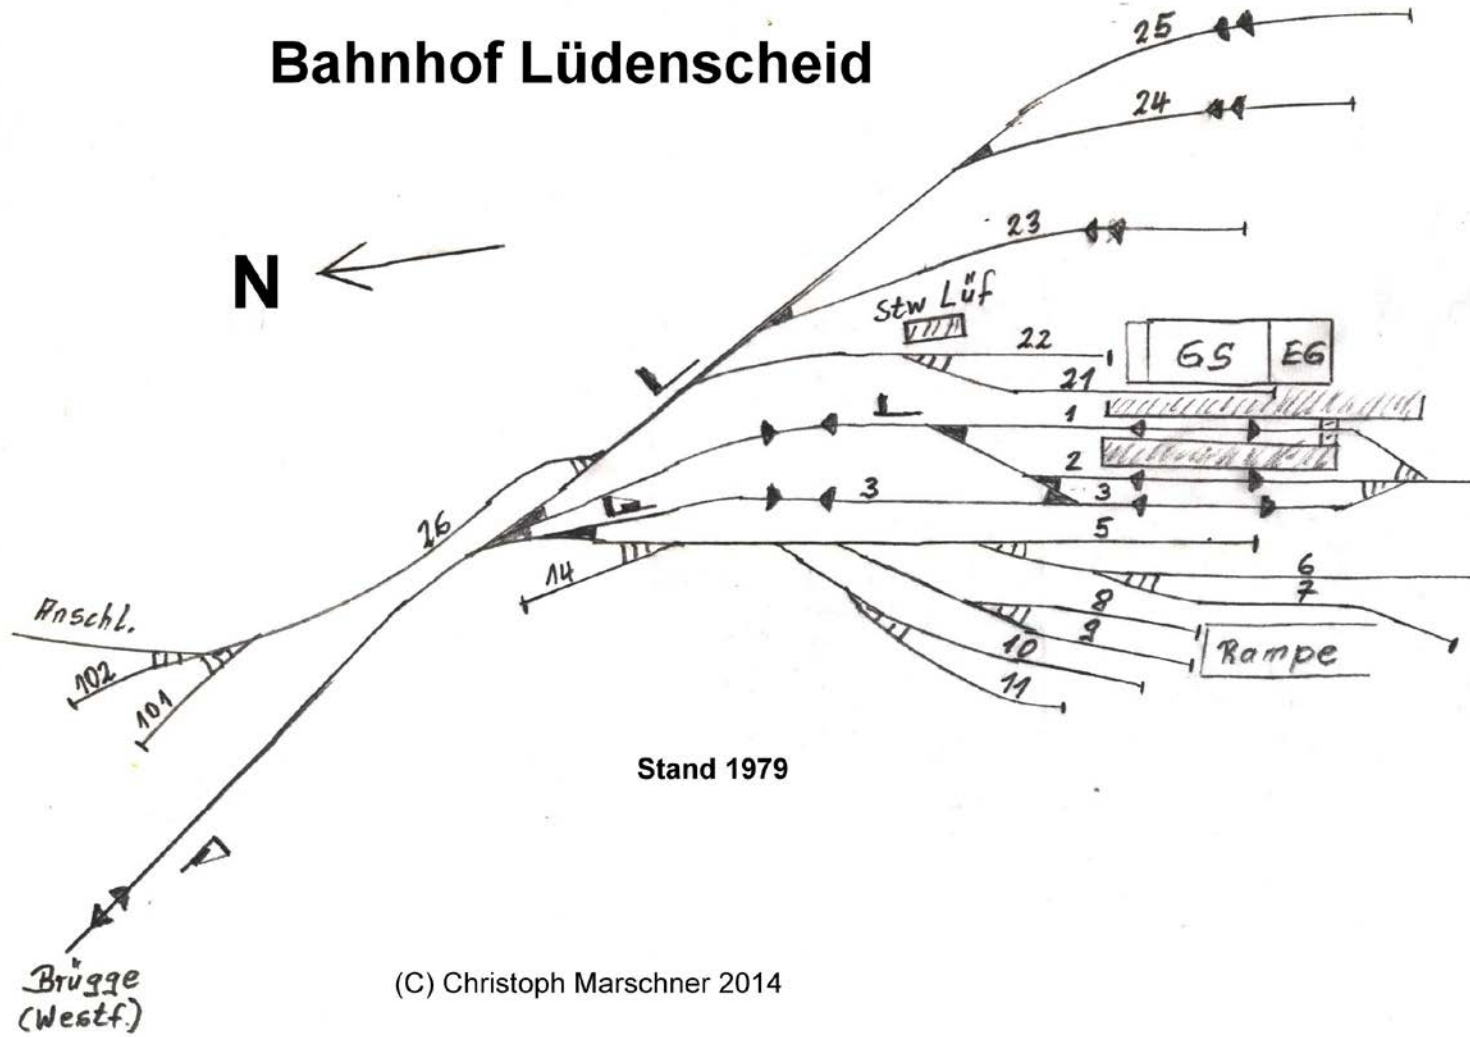 Bahnhof Lüdenscheid
25
24
23
N
Stw Lüf
22
GS EG
21
1
2
3 3
26
5
14
6
7
8
9
10
11
Rampe
Anschl.
102
101
Stand 1979
Brügge
(Westf.)
(C) Christoph Marschner 2014